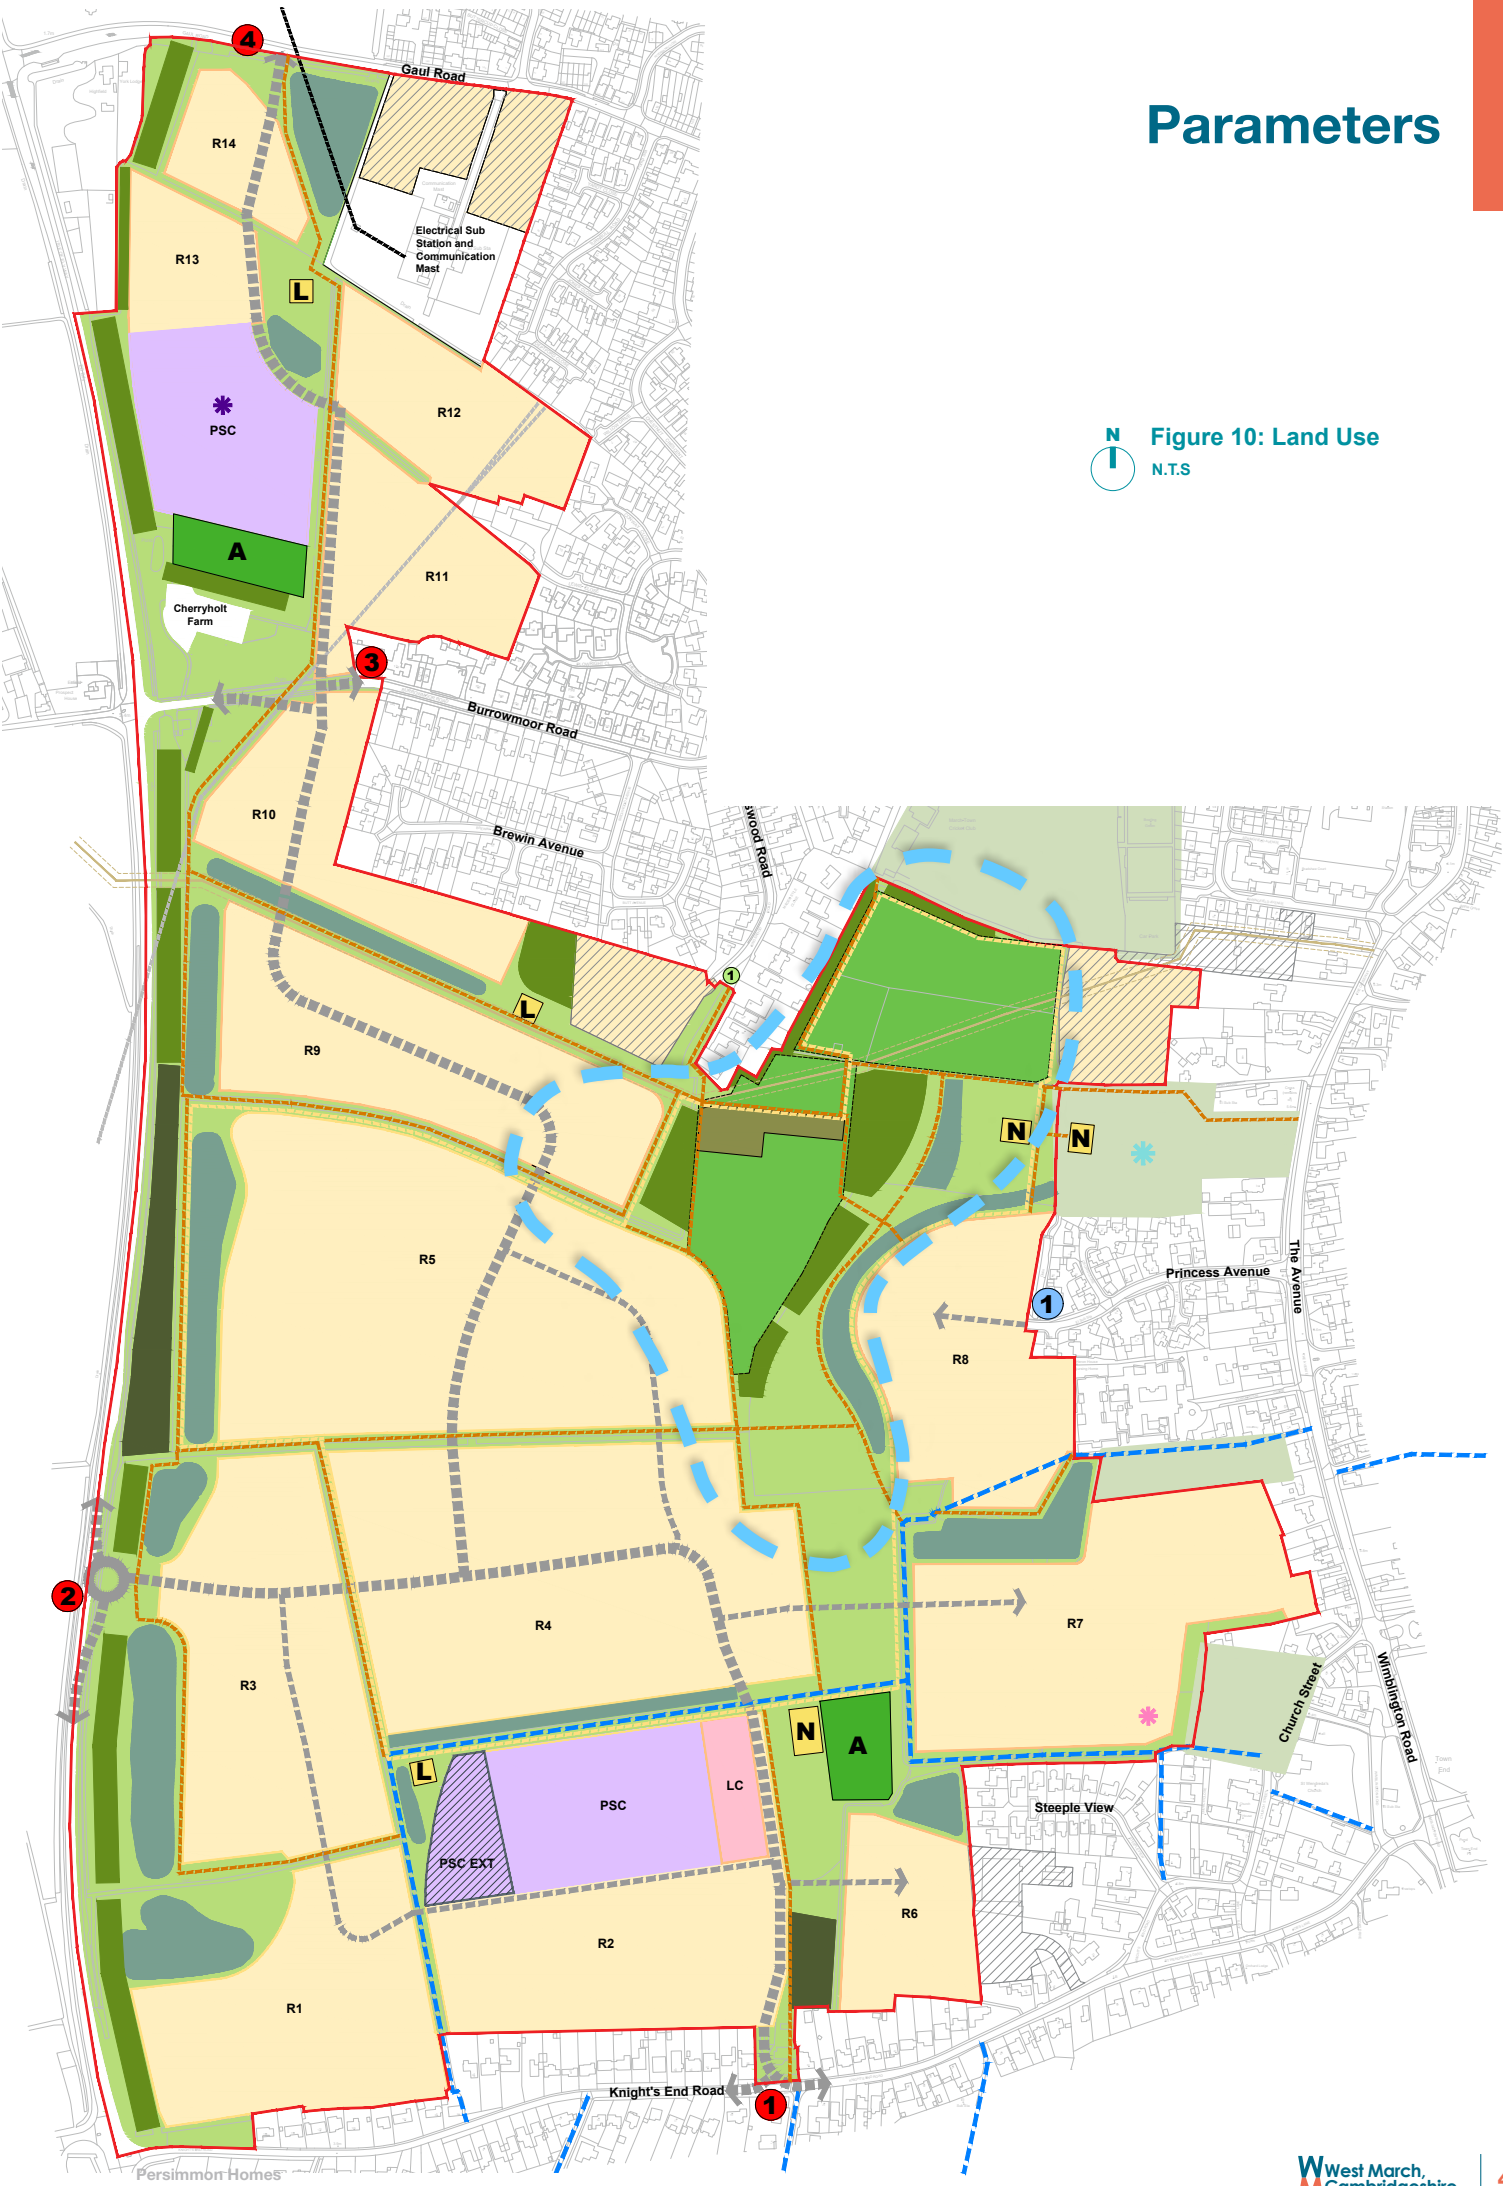 Parameters
4
Gaul Road
R14
Electrical Sub
Station and
Communication
Mast
R13
L
R12
PSC
N
Figure 10: Land Use
N.T.S
A
R11
Cherryholt
Farm
3
Burrowmoor Road
R10
Brewin Avenue
swood Road
1
L
R9
N
N
R5
Princess Avenue
The Avenue
1
R8
2
R4
R7
R3
Church Street
Wimblington Road
N
A
L
LC
PSC
Steeple View
PSC EXT
R6
R2
R1
Knight's End Road
1
Persimmon Homes
West March,
Cambridgeshire